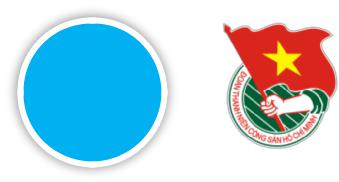 ĐOÀN THANH NIÊN CỘNG SẢN HỒ CHÍ MINH